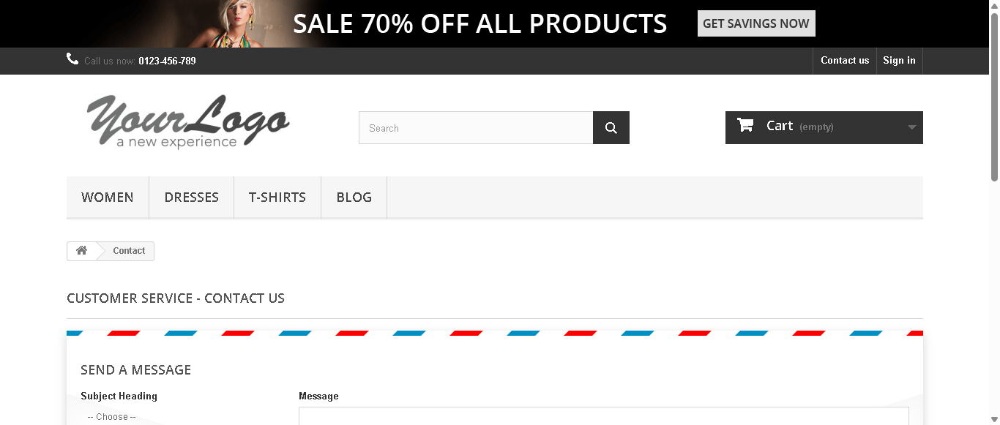 SALE 70% OFF ALL PRODUCTS GET SAVINGS NOW
Call us now: 0123-456-789 Contact us Sign in
YourLogo
a new experience
Search
Cart (empty)
WOMEN DRESSES T-SHIRTS BLOG
Contact
CUSTOMER SERVICE - CONTACT US
SEND A MESSAGE
Subject Heading Message
-- Choose --